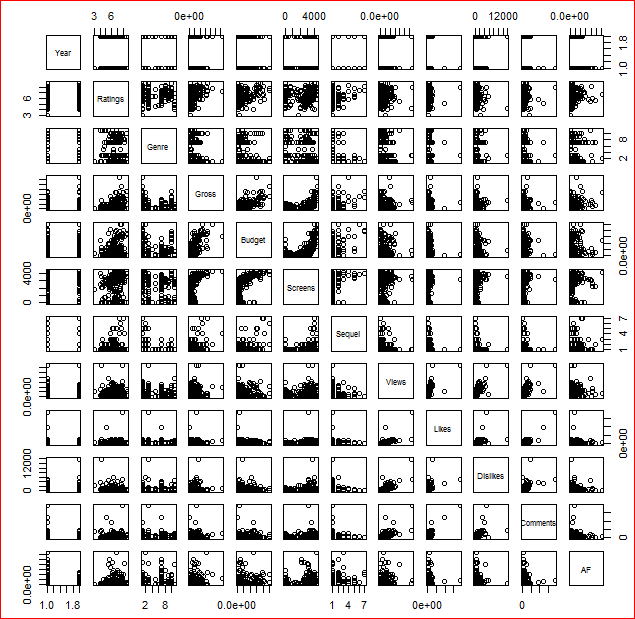 3 6 0e+00 0 4000 0.0e+00 0 12000 0.0e+00
Year 1.0 1.8
3 6 Ratings
Genre 2 8
0e+00 Gross
Budget 0.0e+00
0 4000 Screens
Sequel 1 4 7
0.0e+00 Views
Likes 0e+00
0 12000 Dislikes
Comments 0
0.0e+00 AF
1.0 1.8 2 8 0.0e+00 1 4 7 0e+00 0